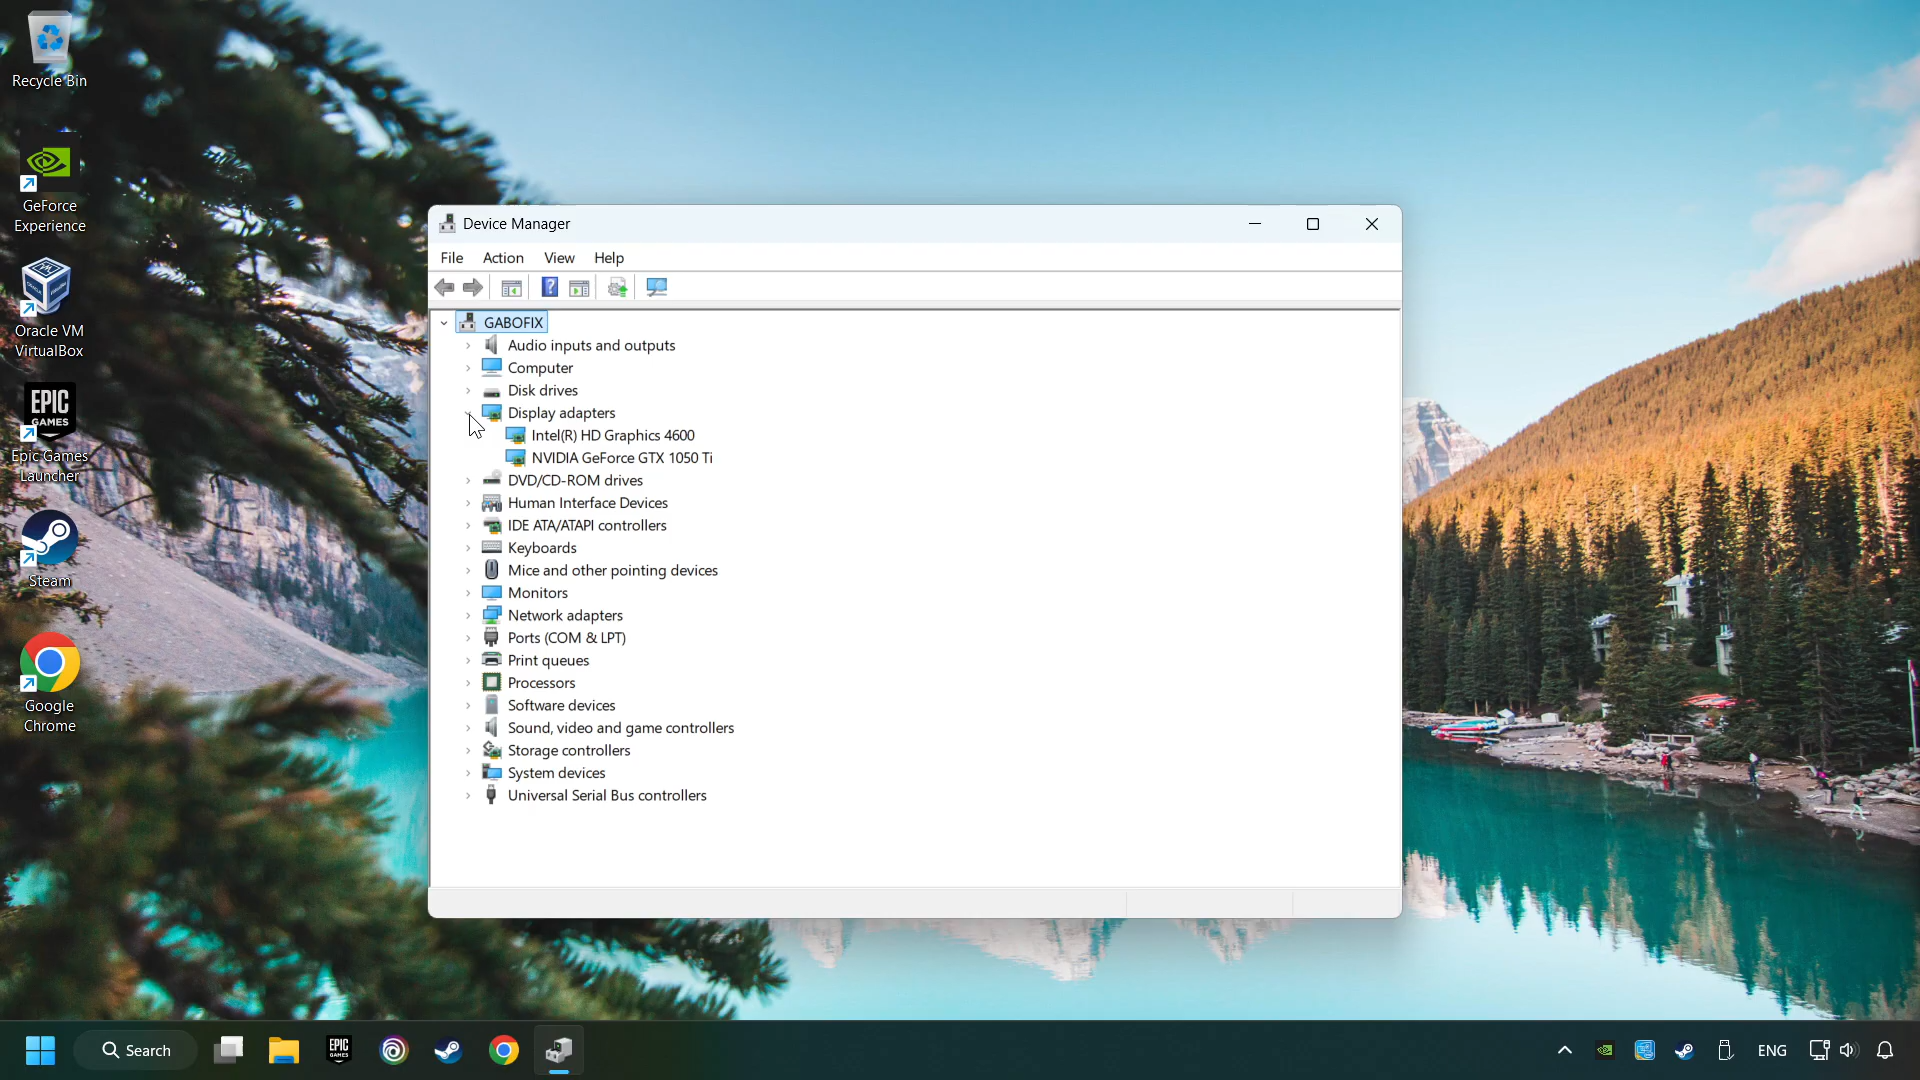 Recycle Bin
GeForce
Experience
Oracle VM
VirtualBox
EPIC
GAMES
Epic Games
Launcher
Steam
Google
Chrome
Device Manager
File Action View Help
GABOFIX
Audio inputs and outputs
Computer
Disk drives
Display adapters
Intel(R) HD Graphics 4600
NVIDIA GeForce GTX 1050 Ti
DVD/CD-ROM drives
Human Interface Devices
IDE ATA/ATAPI controllers
Keyboards
Mice and other pointing devices
Monitors
Network adapters
Ports (COM & LPT)
Print queues
Processors
Software devices
Sound, video and game controllers
Storage controllers
System devices
Universal Serial Bus controllers
Search
EPIC
GAMES
ENG